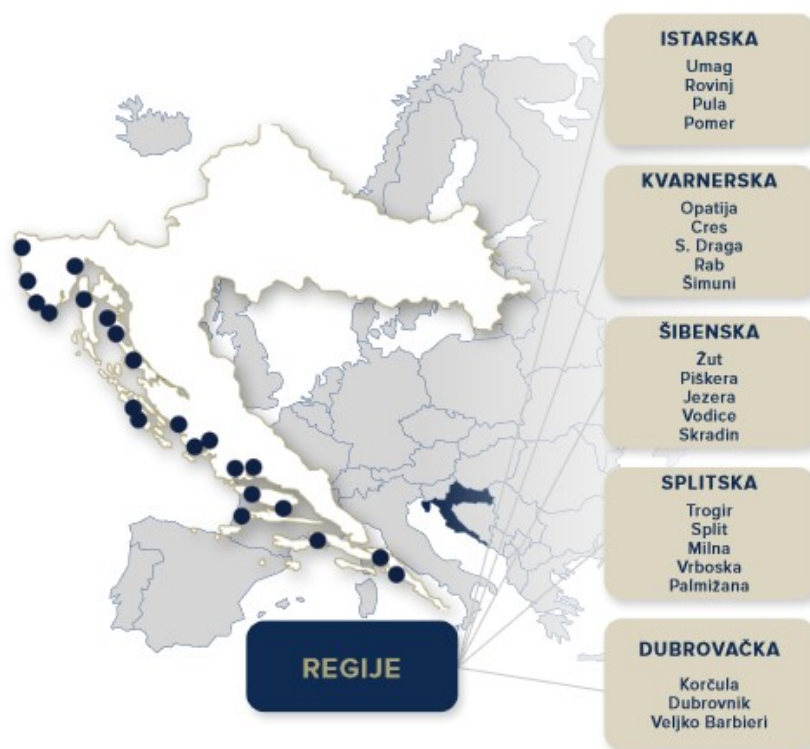 ISTARSKA
Umag
Rovinj
Pula
Pomer
KVARNERSKA
Opatija
Cres
S. Draga
Rab
Šimuni
ŠIBENSKA
Žut
Piškera
Jezera
Vodice
Skradin
SPLITSKA
Trogir
Split
Milna
Vrboska
Palmižana
DUBROVAČKA
Korčula
Dubrovnik
Veljko Barbieri
REGIJE